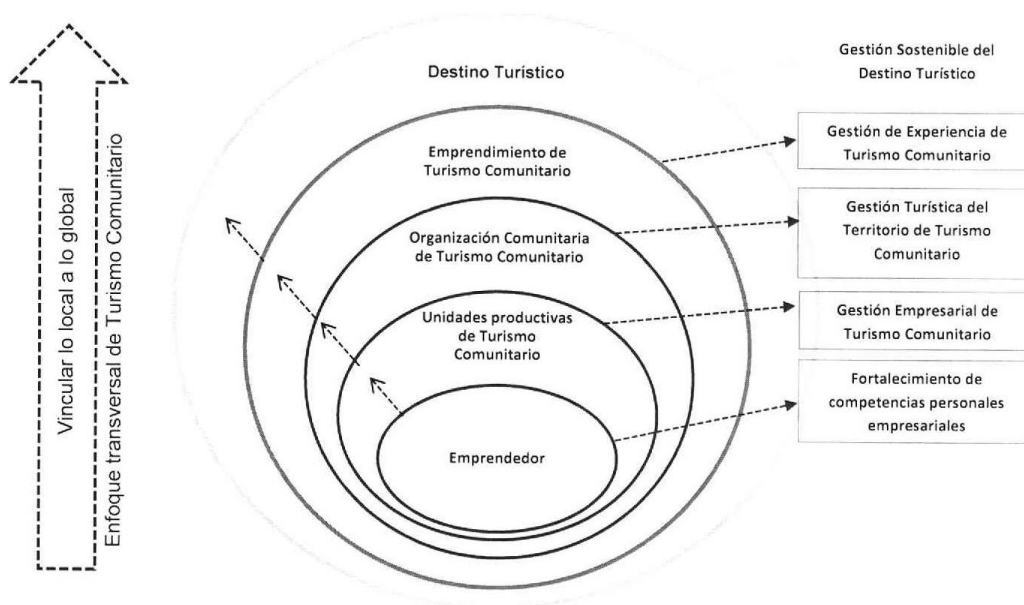 Vincular lo local a lo global
Enfoque transversal de Turismo Comunitario
Destino Turístico
Emprendimiento de
Turismo Comunitario
Organización Comunitaria
de Turismo Comunitario
Unidades productivas
de Turismo
Comunitario
Emprendedor
Gestión Sostenible del
Destino Turístico
Gestión de Experiencia de
Turismo Comunitario
Gestión Turística del
Territorio de Turismo
Comunitario
Gestión Empresarial de
Turismo Comunitario
Fortalecimiento de
competencias personales
empresariales